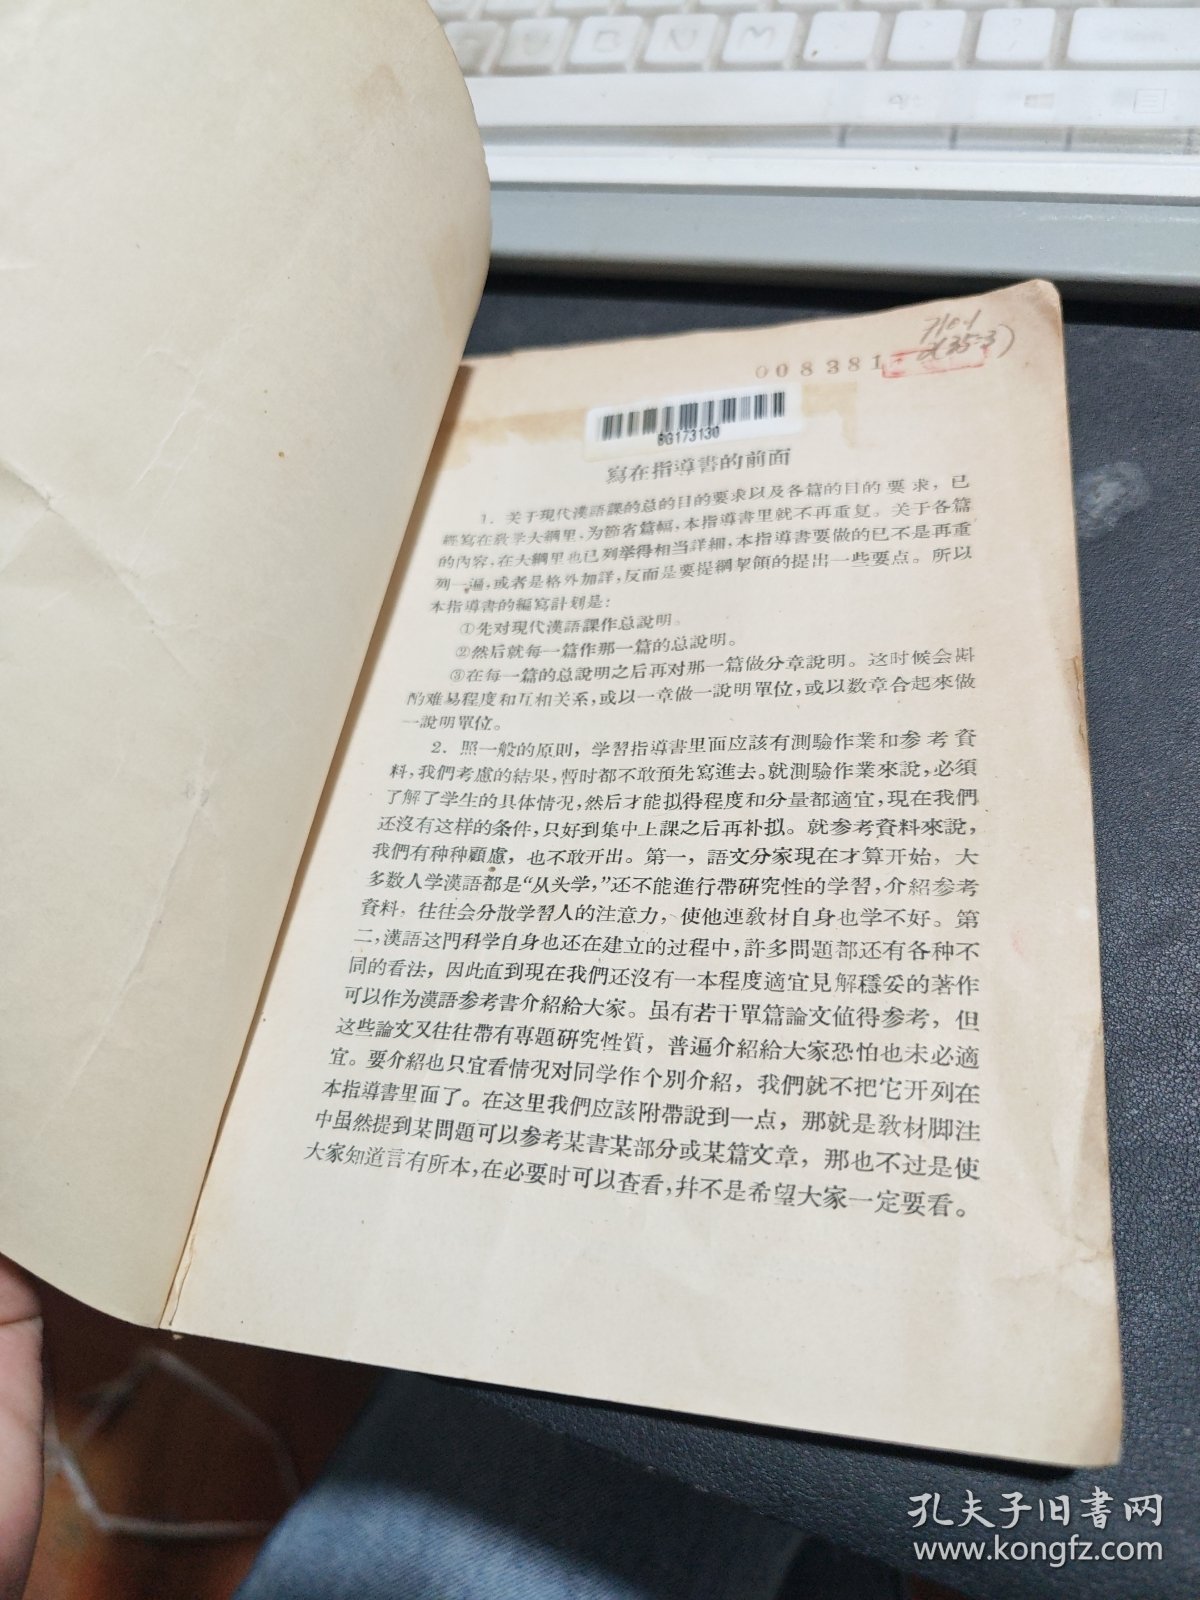 008381
BG173130
寫在指導書的前面
1．关于現代漢語課的总的目的要求以及各篇的目的要求，已
經寫在敎学大綱里，为節省篇幅，本指導書里就不再重复。关于各篇
的內容，在大綱里也已列举得相当詳細，本指導書要做的已不是再重
列一遍，或者是格外加詳，反而是要提綱挈領的提出一些要点。所以
本指導書的編寫計划是：
①先对現代漢語課作总說明。
②然后就每一篇作那一篇的总說明。
③在每一篇的总說明之后再对那一篇做分章說明。这时候会斟
酌难易程度和互相关系，或以一章做一說明單位，或以数章合起來做
一說明單位。
2．照一般的原則，学習指導書里面应該有測驗作業和参考資
料，我們考慮的結果，暫时都不敢預先寫進去。就測驗作業來說，必須
了解了学生的具体情况，然后才能拟得程度和分量都適宜，現在我們
还沒有这样的条件，只好到集中上課之后再补拟。就参考資料來說，
我們有种种顧慮，也不敢开出。第一，語文分家現在才算开始，大
多数人学漢語都是“从头学，”还不能進行帶研究性的学習，介紹参考
資料，往往会分散学習人的注意力，使他連敎材自身也学不好。第
二，漢語这門科学自身也还在建立的过程中，許多問題都还有各种不
同的看法，因此直到現在我們还沒有一本程度適宜見解穩妥的著作
可以作为漢語参考書介紹給大家。虽有若干單篇論文値得参考，但
这些論文又往往帶有專題研究性質，普遍介紹給大家恐怕也未必適
宜。要介紹也只宜看情况对同学作个別介紹，我們就不把它开列在
本指導書里面了。在这里我們应該附帶說到一点，那就是敎材脚注
中虽然提到某問題可以参考某書某部分或某篇文章，那也不过是使
大家知道言有所本，在必要时可以查看，幷不是希望大家一定要看。
孔夫子旧書网
www.kongfz.com